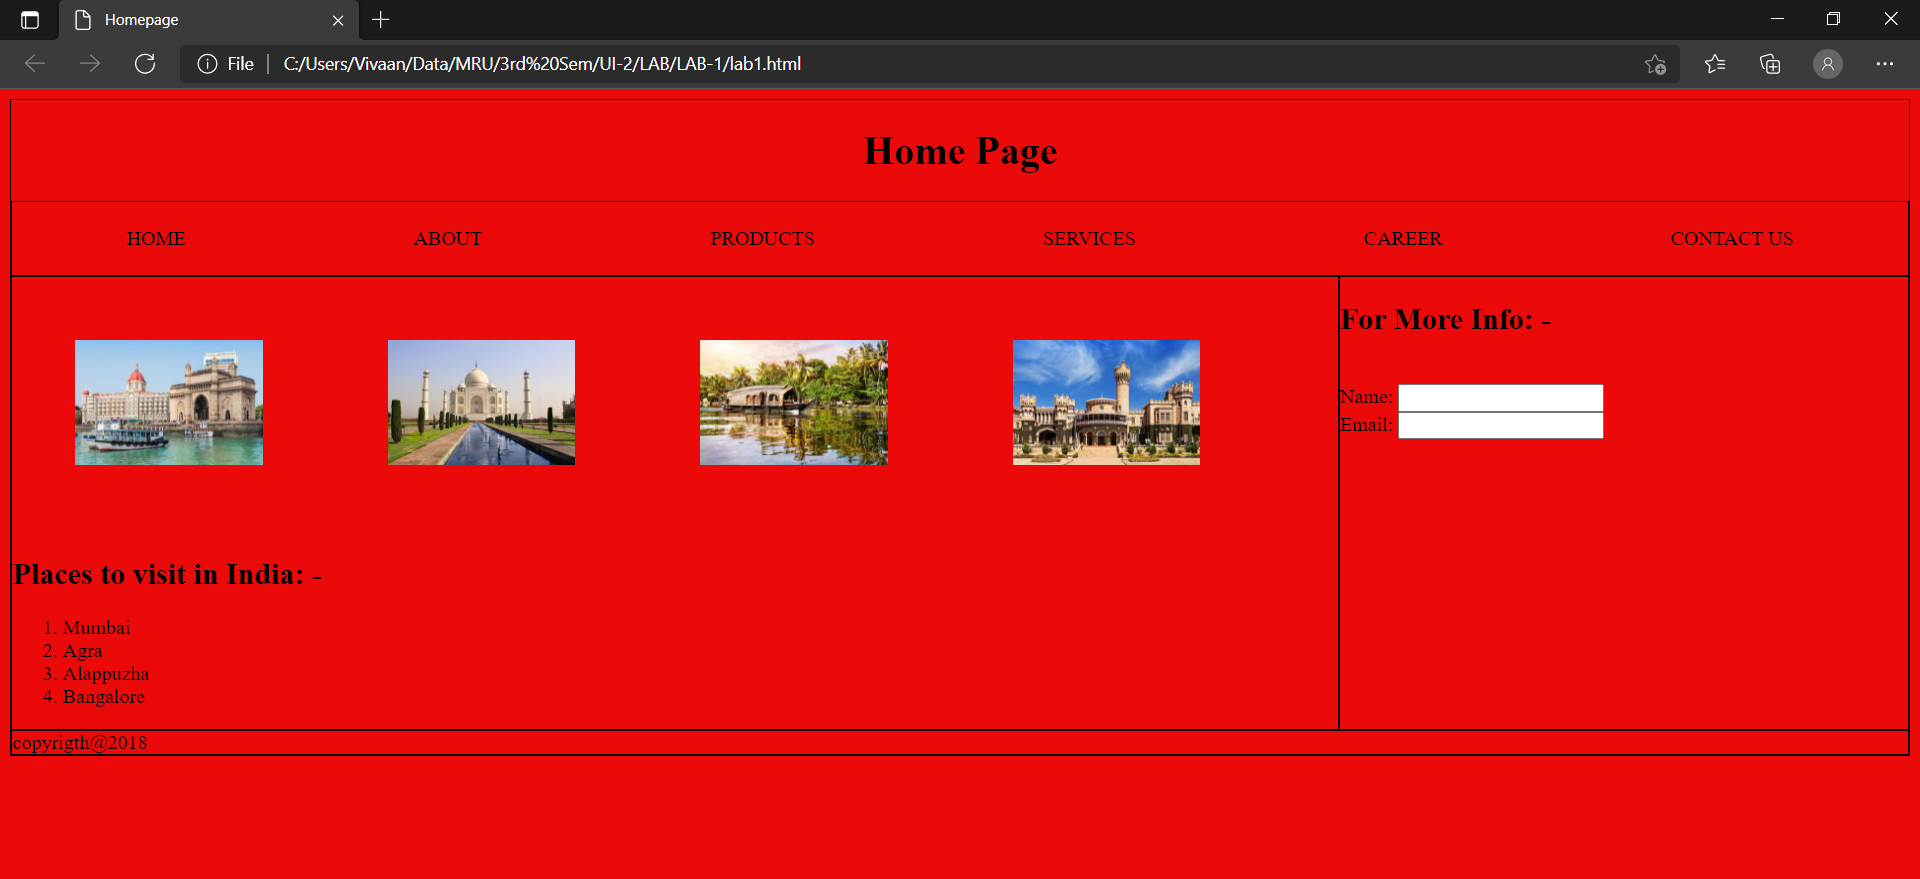 Homepage
File
C:/Users/Vivaan/Data/MRU/3rd%20Sem/UI-2/LAB/LAB-1/lab1.html
Home Page
HOME ABOUT PRODUCTS SERVICES CAREER CONTACT US
For More Info: -
Name:
Email:
Places to visit in India: -
1. Mumbai
2. Agra
3. Alappuzha
4. Bangalore
copyrigth@2018